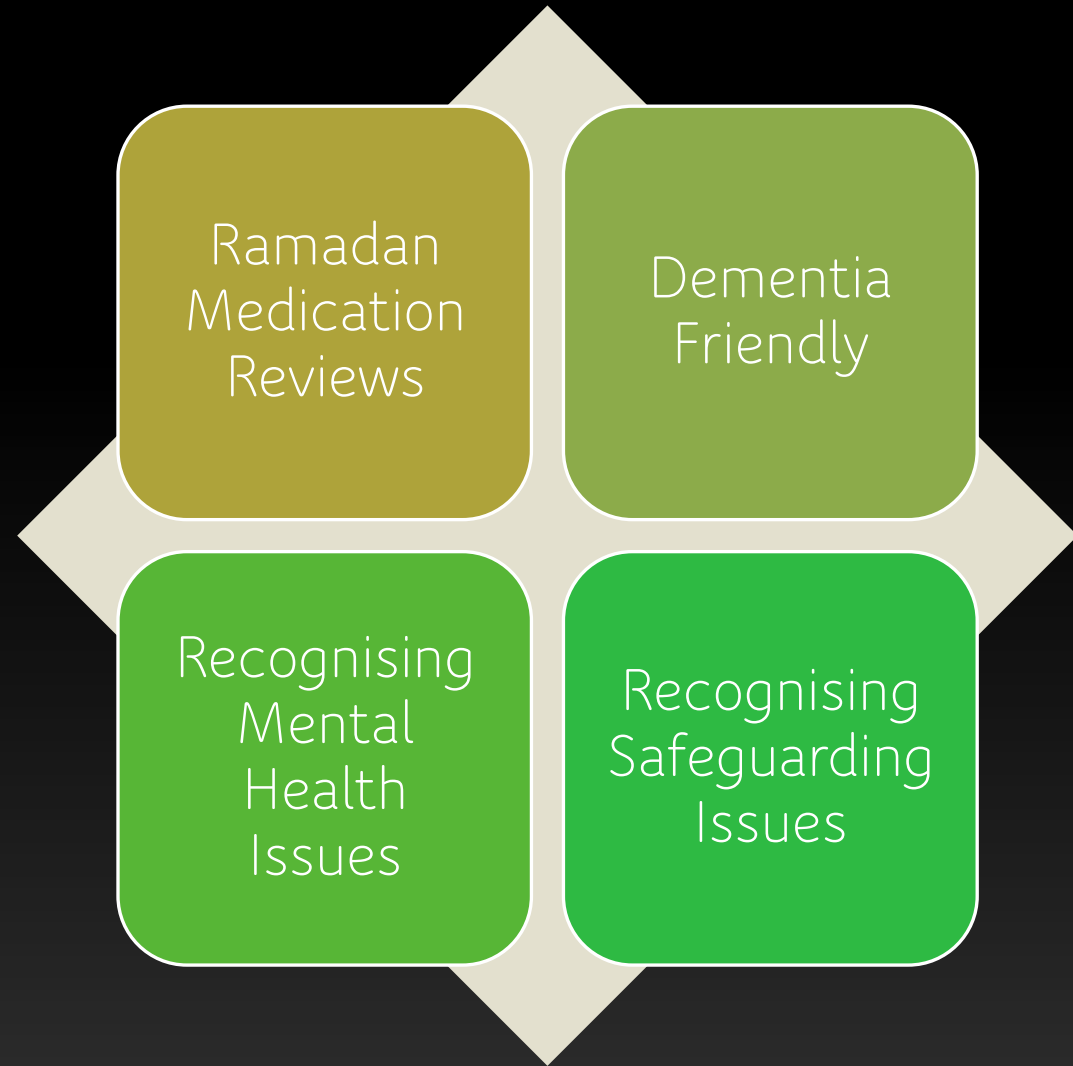 Ramadan
Medication
Reviews
Dementia
Friendly
Recognising
Mental
Health
Issues
Recognising
Safeguarding
Issues